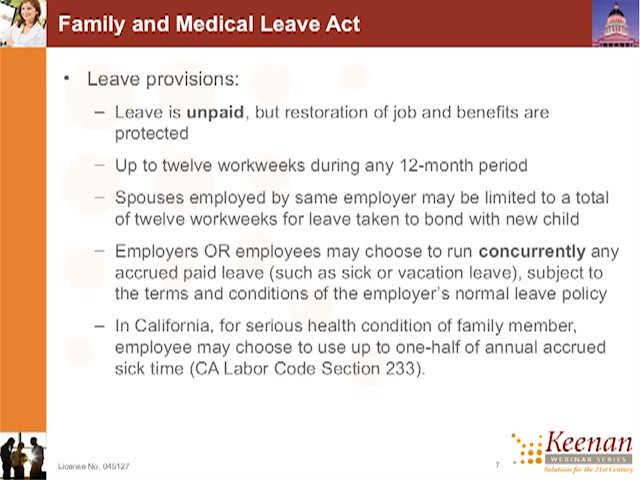 Family and Medical Leave Act
• Leave provisions:
– Leave is unpaid, but restoration of job and benefits are
protected
– Up to twelve workweeks during any 12-month period
– Spouses employed by same employer may be limited to a total
of twelve workweeks for leave taken to bond with new child
– Employers OR employees may choose to run concurrently any
accrued paid leave (such as sick or vacation leave), subject to
the terms and conditions of the employer’s normal leave policy
– In California, for serious health condition of family member,
employee may choose to use up to one-half of annual accrued
sick time (CA Labor Code Section 233).
License No. 045127
7
Keenan
WEBINAR SERIES
Solutions for the 21st Century